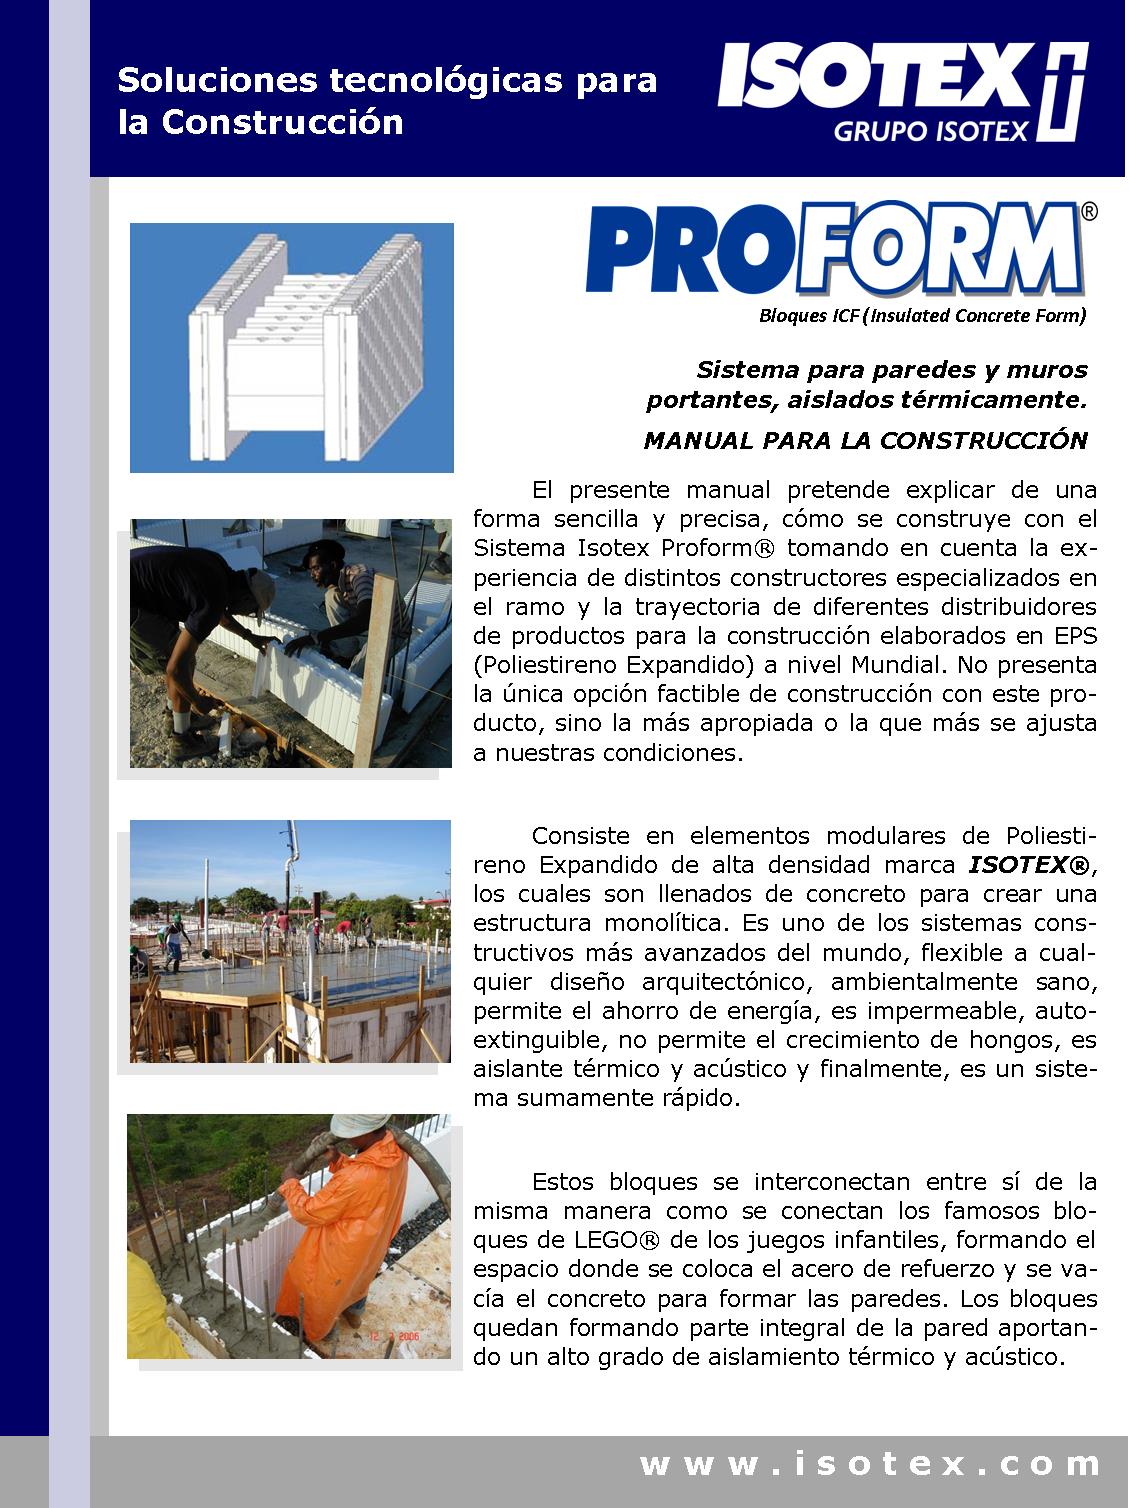 Soluciones tecnológicas para
la Construcción
ISOTEX
GRUPO ISOTEX
PROFORM®
Bloques ICF (Insulated Concrete Form)
Sistema para paredes y muros
portantes, aislados térmicamente.
MANUAL PARA LA CONSTRUCCIÓN
El presente manual pretende explicar de una
forma sencilla y precisa, cómo se construye con el
Sistema Isotex Proform® tomando en cuenta la ex-
periencia de distintos constructores especializados en
el ramo y la trayectoria de diferentes distribuidores
de productos para la construcción elaborados en EPS
(Poliestireno Expandido) a nivel Mundial. No presenta
la única opción factible de construcción con este pro-
ducto, sino la más apropiada o la que más se ajusta
a nuestras condiciones.
Consiste en elementos modulares de Poliesti-
reno Expandido de alta densidad marca ISOTEX®,
los cuales son llenados de concreto para crear una
estructura monolítica. Es uno de los sistemas cons-
tructivos más avanzados del mundo, flexible a cual-
quier diseño arquitectónico, ambientalmente sano,
permite el ahorro de energía, es impermeable, auto-
extinguible, no permite el crecimiento de hongos, es
aislante térmico y acústico y finalmente, es un siste-
ma sumamente rápido.
Estos bloques se interconectan entre sí de la
misma manera como se conectan los famosos blo-
ques de LEGO® de los juegos infantiles, formando el
espacio donde se coloca el acero de refuerzo y se va-
cía el concreto para formar las paredes. Los bloques
quedan formando parte integral de la pared aportan-
do un alto grado de aislamiento térmico y acústico.
www.isotex.com